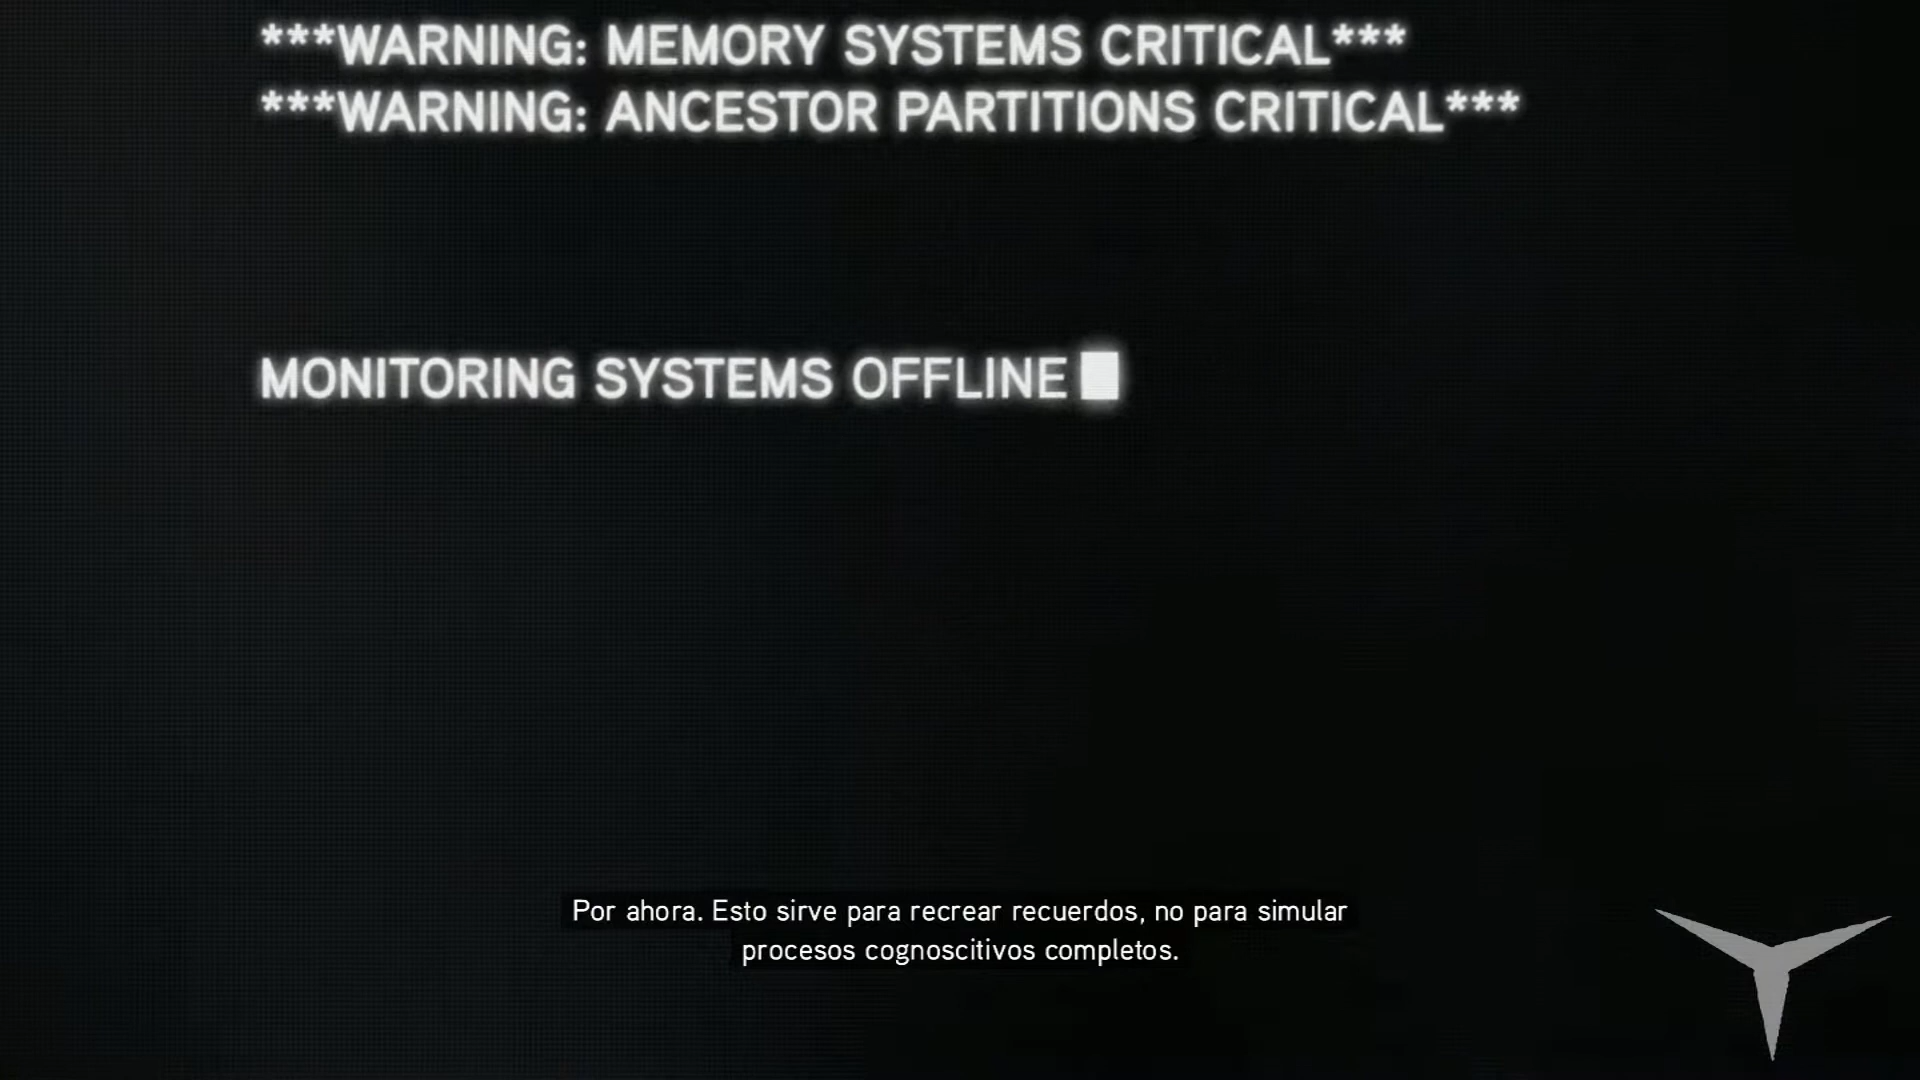 ***WARNING: MEMORY SYSTEMS CRITICAL***
***WARNING: ANCESTOR PARTITIONS CRITICAL***
MONITORING SYSTEMS OFFLINE
Por ahora. Esto sirve para recrear recuerdos, no para simular
procesos cognoscitivos completos.